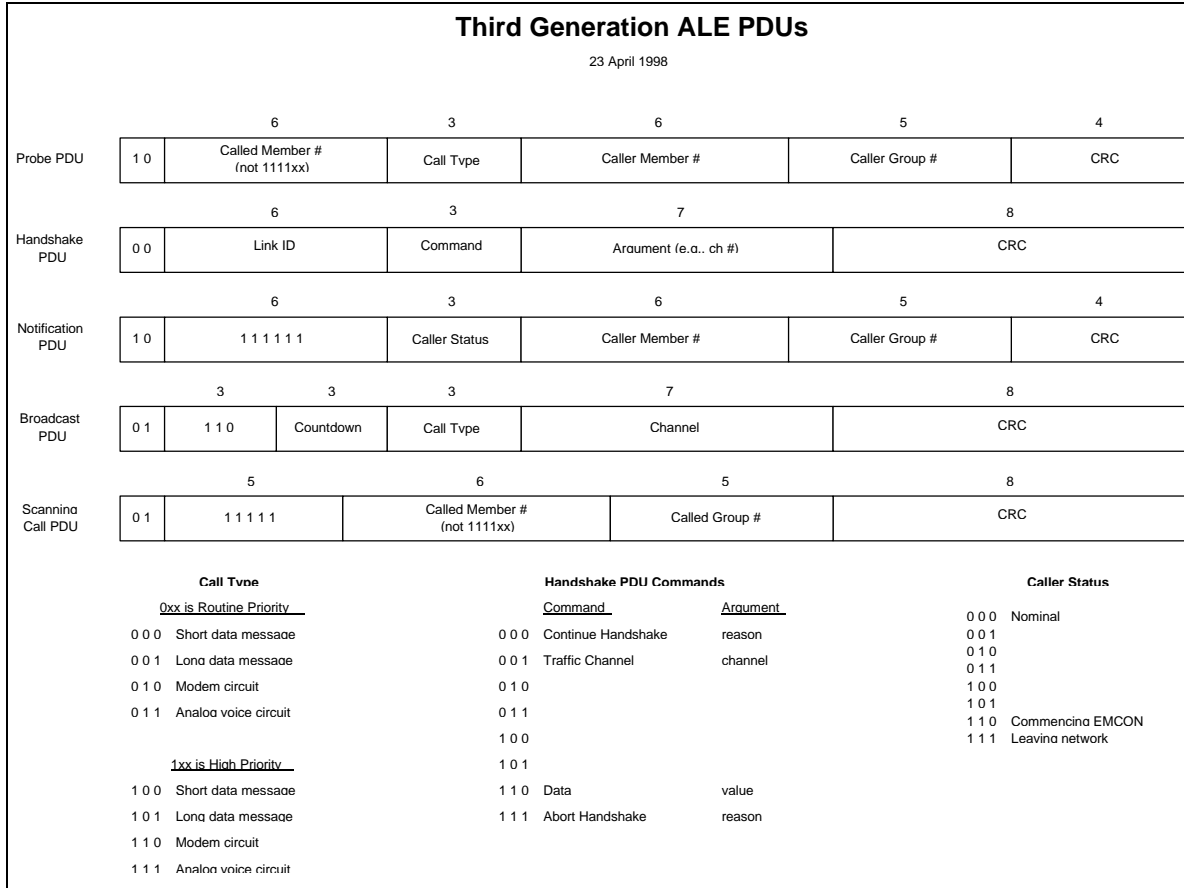 Third Generation ALE PDUs
23 April 1998
6 3 6 5 4
Probe PDU 1 0 Called Member # (not 1111xx) Call Type Caller Member # Caller Group # CRC
6 3 7 8
Handshake PDU 0 0 Link ID Command Argument (e.g., ch #) CRC
6 3 6 5 4
Notification PDU 1 0 1 1 1 1 1 1 Caller Status Caller Member # Caller Group # CRC
3 3 3 7 8
Broadcast PDU 0 1 1 1 0 Countdown Call Type Channel CRC
5 6 5 8
Scanning Call PDU 0 1 1 1 1 1 1 Called Member # (not 1111xx) Called Group # CRC
Call Type
0xx is Routine Priority
0 0 0 Short data message
0 0 1 Long data message
0 1 0 Modem circuit
0 1 1 Analog voice circuit
1xx is High Priority
1 0 0 Short data message
1 0 1 Long data message
1 1 0 Modem circuit
1 1 1 Analog voice circuit
Handshake PDU Commands
Command Argument
0 0 0 Continue Handshake reason
0 0 1 Traffic Channel channel
0 1 0
0 1 1
1 0 0
1 0 1
1 1 0 Data value
1 1 1 Abort Handshake reason
Caller Status
0 0 0 Nominal
0 0 1
0 1 0
0 1 1
1 0 0
1 0 1
1 1 0 Commencing EMCON
1 1 1 Leaving network